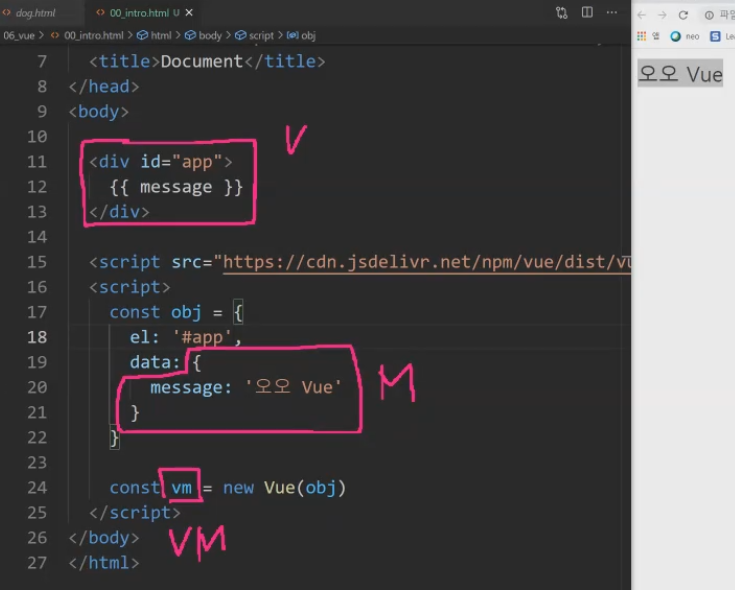 dog.html
00_intro.html U ×
06_vue > 00_intro.html > html > body > script > obj
7 <title>Document</title>
8 </head>
9 <body>
10
11 <div id="app">
12 {{ message }}
13 </div>
14
15 <script src="https://cdn.jsdelivr.net/npm/vue/dist/vu
16 <script>
17 const obj = {
18 el: '#app',
19 data: {
20 message: '오오 Vue'
21 }
22 }
23
24 const vm = new Vue(obj)
25 </script>
26 </body>
27 </html>
V
M
VM
앱 neo S
오오 Vue